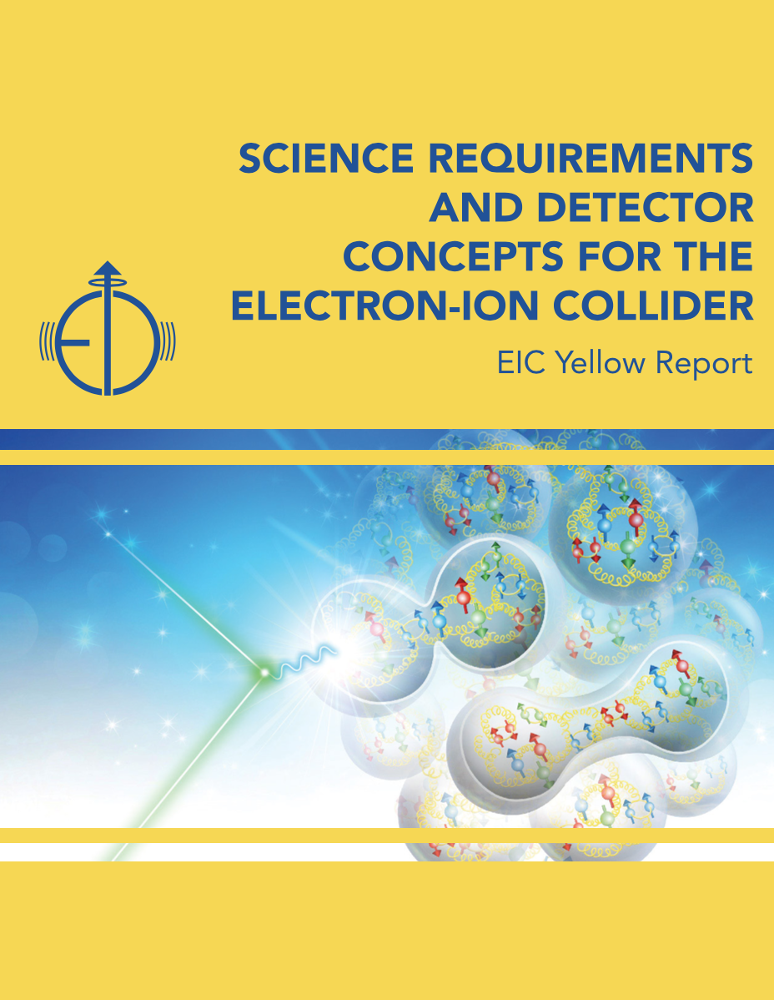 SCIENCE REQUIREMENTS
AND DETECTOR
CONCEPTS FOR THE
ELECTRON-ION COLLIDER
EIC Yellow Report